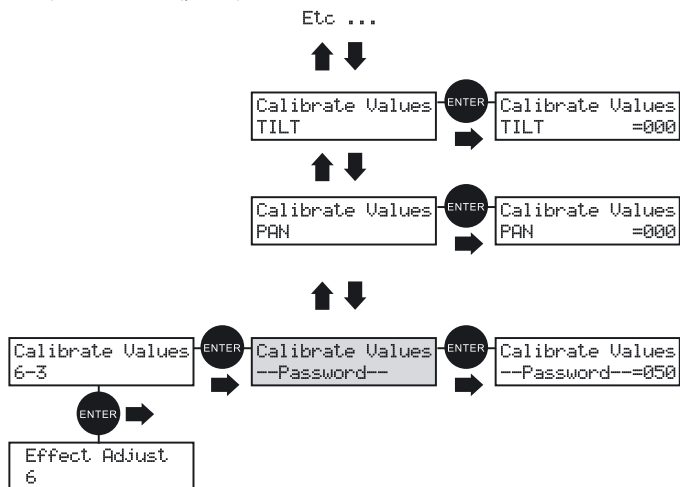 Etc ...
Calibrate Values
TILT
ENTER
Calibrate Values
TILT =000
Calibrate Values
PAN
ENTER
Calibrate Values
PAN =000
Calibrate Values
6-3
ENTER
Calibrate Values
--Password--
ENTER
Calibrate Values
--Password--=050
ENTER
Effect Adjust
6